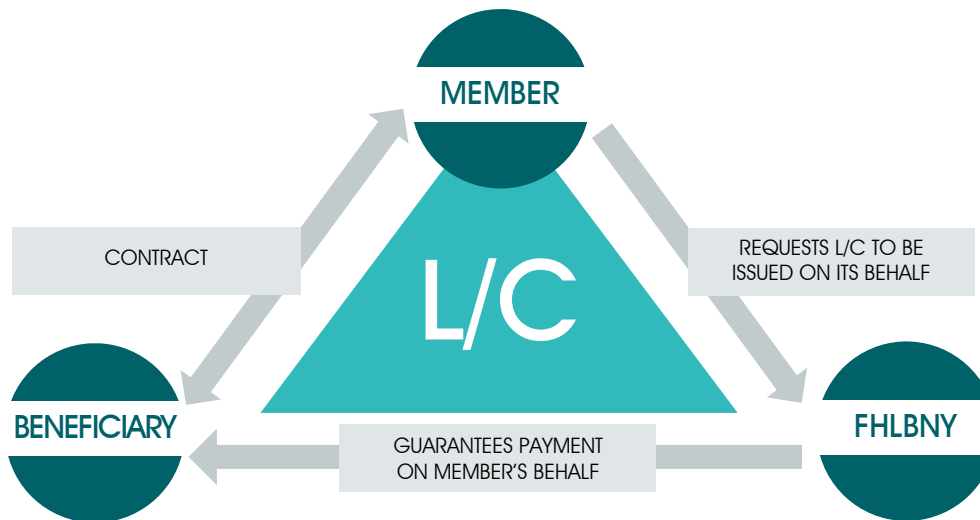 MEMBER
CONTRACT
REQUESTS L/C TO BE
ISSUED ON ITS BEHALF
L/C
BENEFICIARY
FHLBNY
GUARANTEES PAYMENT
ON MEMBER'S BEHALF